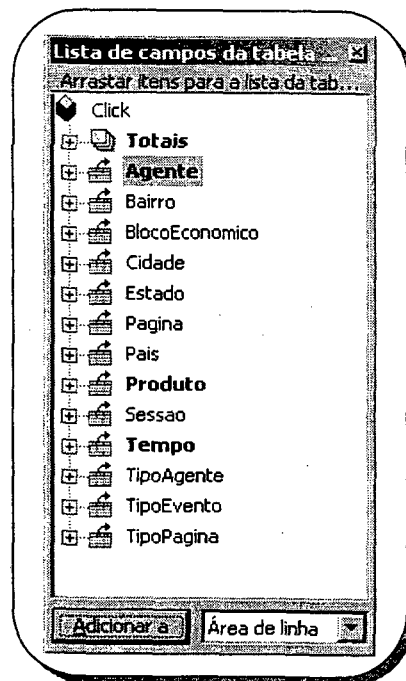 Lista de campos da tabela ...
Arrastar itens para a lista da tab...
Click
Totais
Agente
Bairro
BlocoEconomico
Cidade
Estado
Pagina
Pais
Produto
Sessao
Tempo
TipoAgente
TipoEvento
TipoPagina
Adicionar a
Área de linha